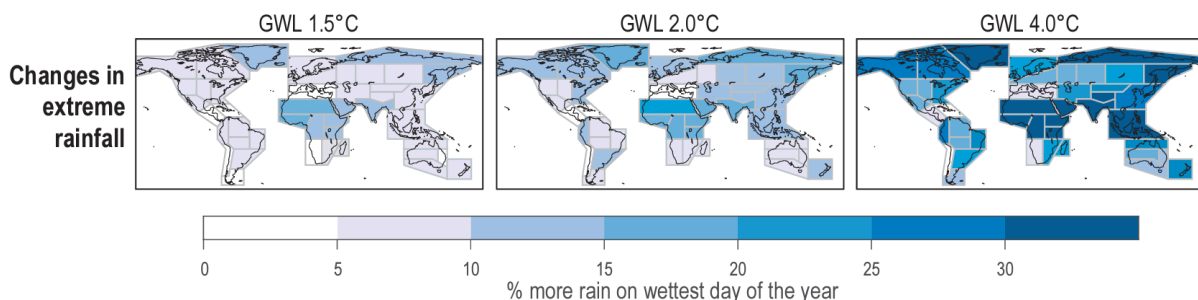 GWL 1.5°C GWL 2.0°C GWL 4.0°C
Changes in
extreme
rainfall
0 5 10 15 20 25 30
% more rain on wettest day of the year